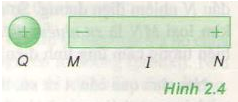 + − +
Q M I N
Hình 2.4